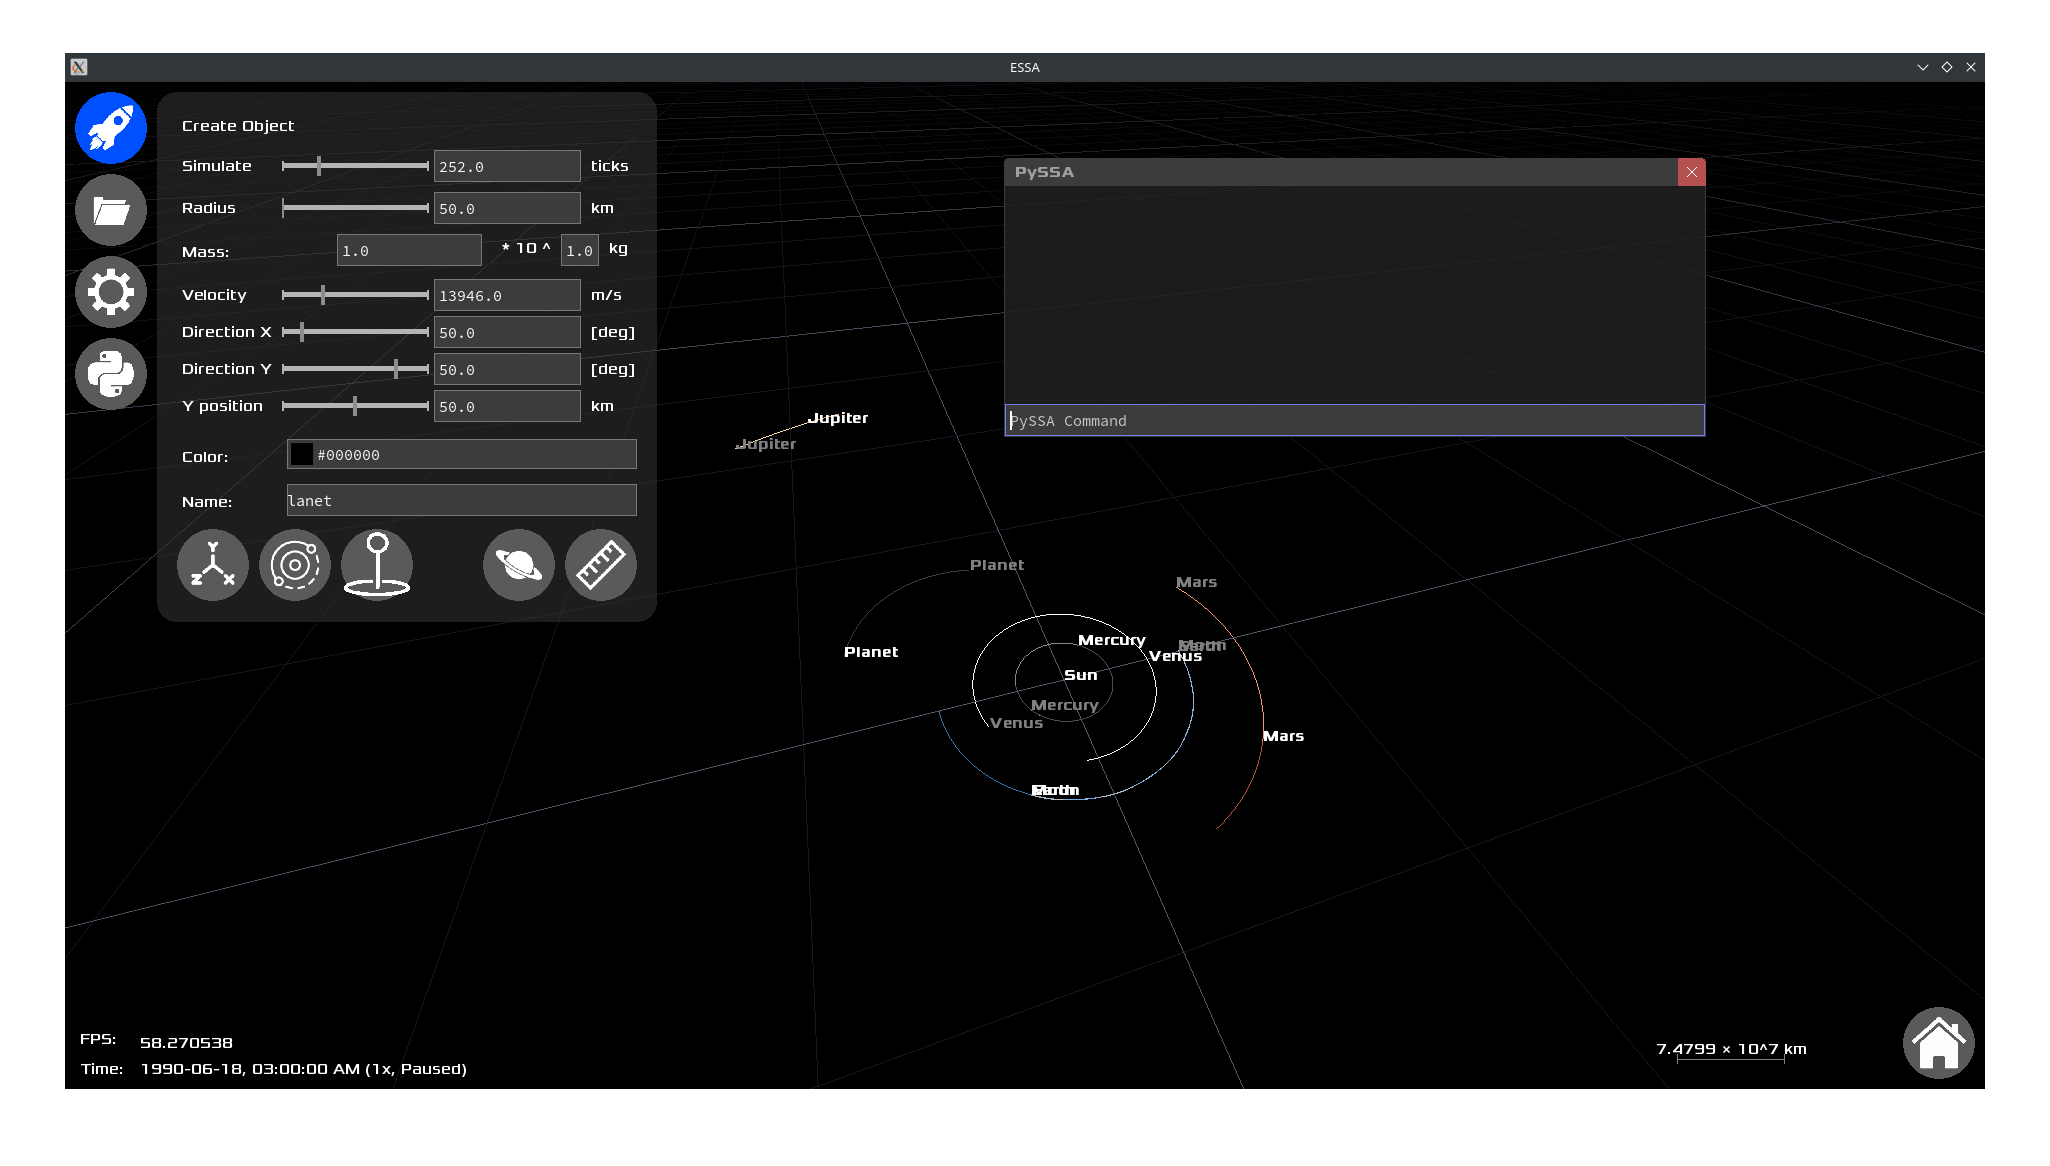 ESSA
Create Object
Simulate 252.0 ticks
Radius 50.0 km
Mass: 1.0 * 10 ^ 1.0 kg
Velocity 13946.0 m/s
Direction X 50.0 [deg]
Direction Y 50.0 [deg]
Y position 50.0 km
Color: #000000
Name: lanet
Y
Z X
PySSA
PySSA Command
Jupiter
Jupiter
Planet
Mars
Mercury
Planet
Venus
Sun
Mercury
Venus
Mars
FPS: 58.270538
Time: 1990-06-18, 03:00:00 AM (1x, Paused)
7.4799 × 10^7 km